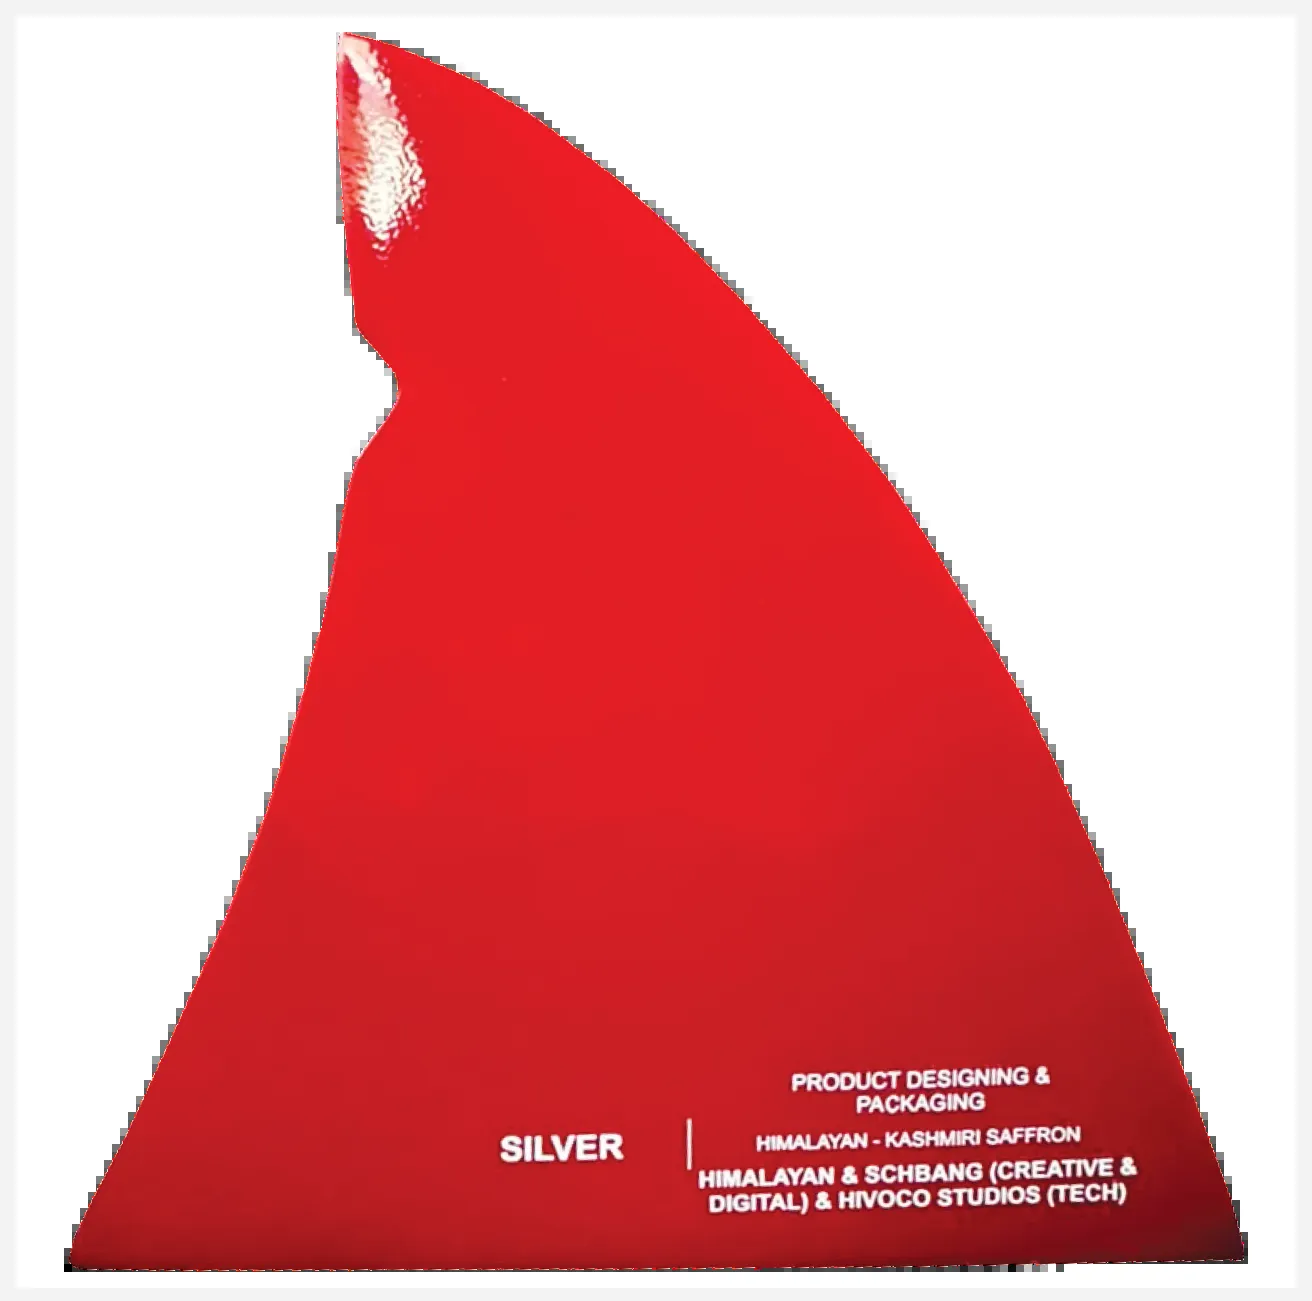 SILVER
PRODUCT DESIGNING &
PACKAGING
HIMALAYAN - KASHMIRI SAFFRON
HIMALAYAN & SCHBANG (CREATIVE &
DIGITAL) & HIVOCO STUDIOS (TECH)